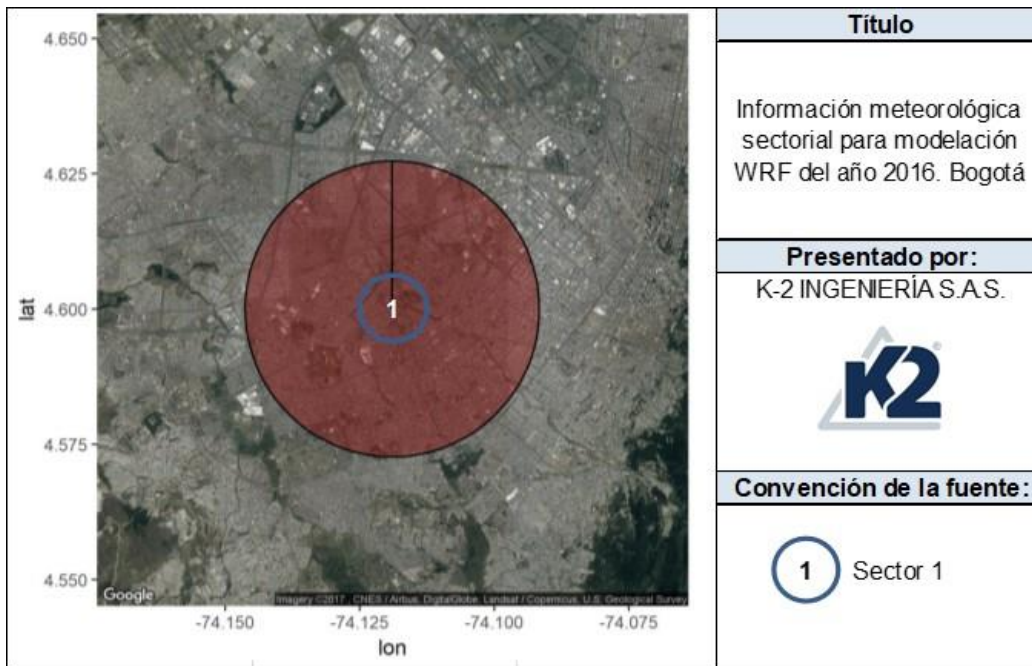 4.650
4.625
4.600
4.575
4.550
lat
1
Google
Imagery ©2017 , CNES / Airbus, DigitalGlobe, Landsat / Copernicus, U.S. Geological Survey
-74.150
-74.125
-74.100
-74.075
lon
Título
Información meteorológica
sectorial para modelación
WRF del año 2016. Bogotá
Presentado por:
K-2 INGENIERÍA S.A.S.
K2
®
Convención de la fuente:
1 Sector 1